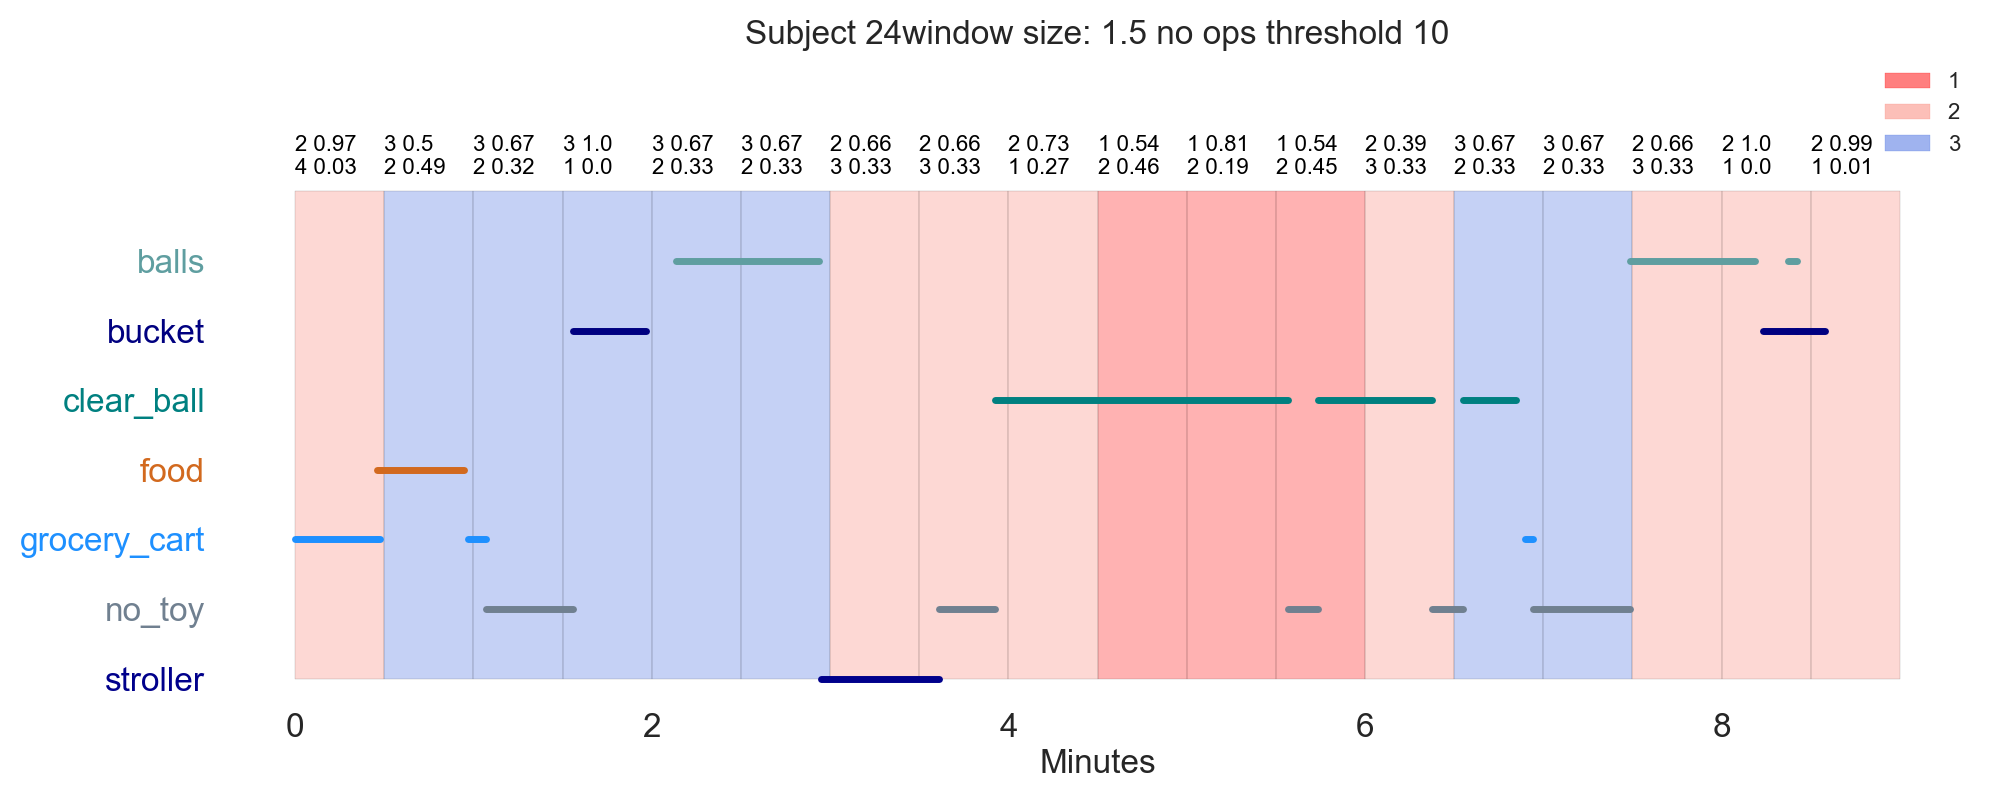 Subject 24window size: 1.5 no ops threshold 10
1
2
3
2 0.97 3 0.5 3 0.67 3 1.0 3 0.67 3 0.67 2 0.66 2 0.66 2 0.73 1 0.54 1 0.81 1 0.54 2 0.39 3 0.67 3 0.67 2 0.66 2 1.0 2 0.99
4 0.03 2 0.49 2 0.32 1 0.0 2 0.33 2 0.33 3 0.33 3 0.33 1 0.27 2 0.46 2 0.19 2 0.45 3 0.33 2 0.33 2 0.33 3 0.33 1 0.0 1 0.01
balls
bucket
clear_ball
food
grocery_cart
no_toy
stroller
0 2 4 6 8
Minutes